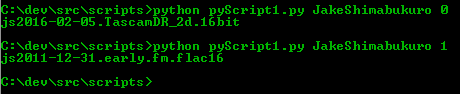 C:\dev\src\scripts>python pyScript1.py JakeShimabukuro 0
js2016-02-05.TascamDR_2d.16bit
C:\dev\src\scripts>python pyScript1.py JakeShimabukuro 1
js2011-12-31.early.fm.flac16
C:\dev\src\scripts>